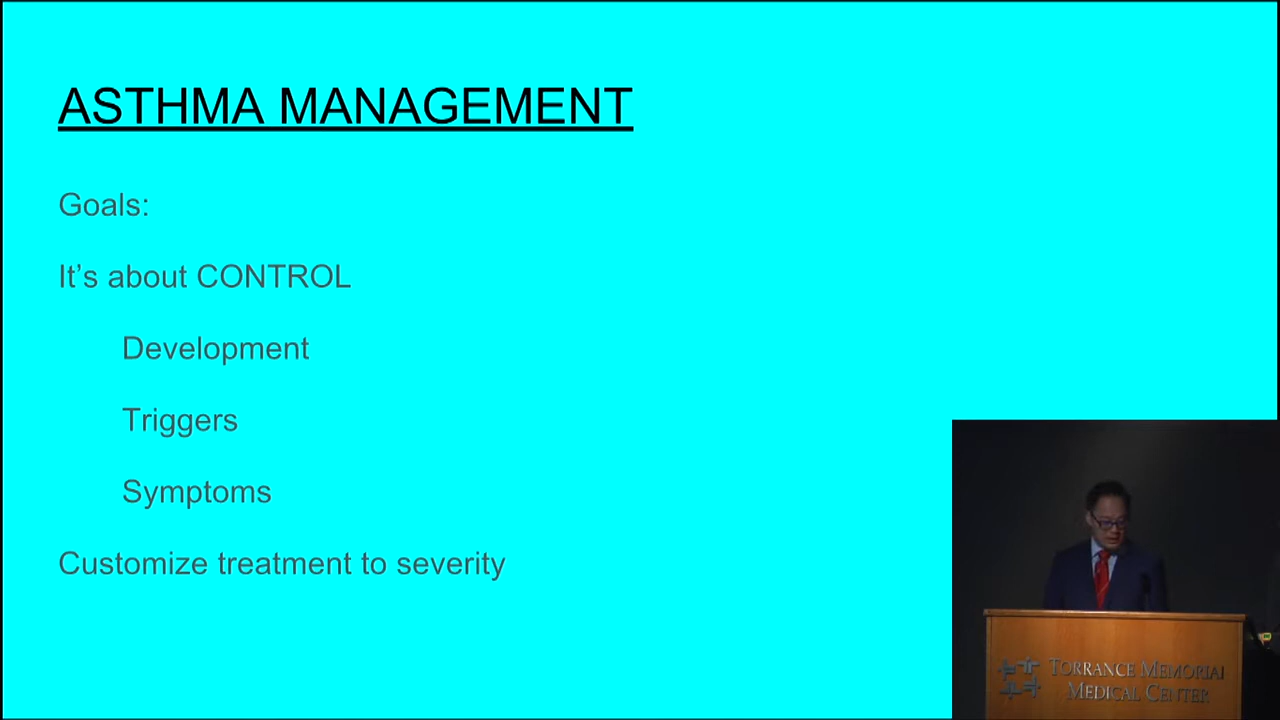 ASTHMA MANAGEMENT
Goals:
It’s about CONTROL
Development
Triggers
Symptoms
Customize treatment to severity
TORRANCE MEMORIAL
MEDICAL CENTER